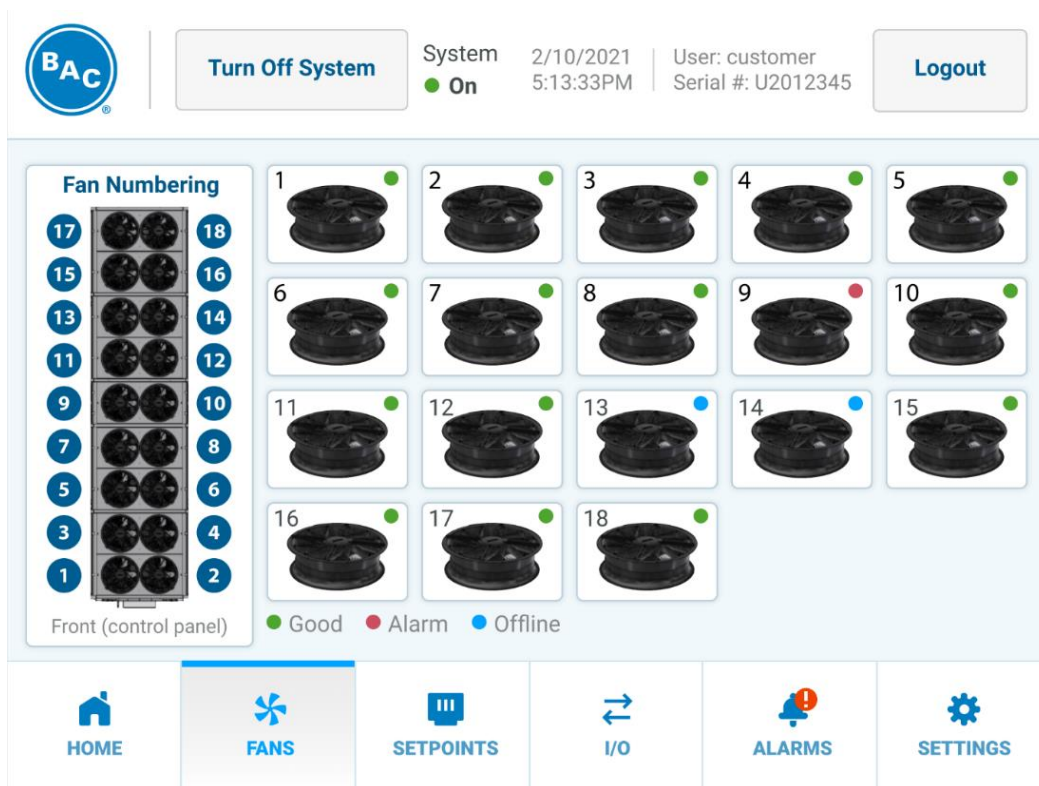 BAC
®
Turn Off System
System
On
2/10/2021
5:13:33PM
User: customer
Serial #: U2012345
Logout
Fan Numbering
17 18
15 16
13 14
11 12
9 10
7 8
5 6
3 4
1 2
Front (control panel)
1 2 3 4 5
6 7 8 9 10
11 12 13 14 15
16 17 18
Good Alarm Offline
HOME FANS SETPOINTS I/O ALARMS SETTINGS